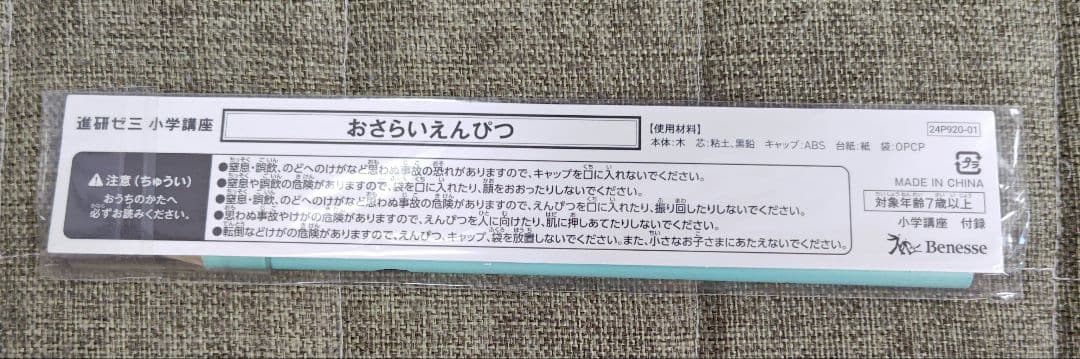 進研ゼミ 小学講座
おさらいえんぴつ
【使用材料】
本体：木 芯：粘土、黒鉛 キャップ：ABS 台紙：紙 袋：OPCP
24P920-01
プラ
MADE IN CHINA
対象年齢7歳以上
小学講座 付録
Benesse
注意（ちゅうい）
おうちのかたへ
必ずお読みください。
●窒息・誤飲、のどへのけがなど思わぬ事故の恐れがありますので、キャップを口に入れないでください。
●窒息や誤飲の危険がありますので、袋を口に入れたり、顔をおおったりしないでください。
●窒息・誤飲、のどへのけがなど思わぬ事故の危険がありますので、えんぴつを口に入れたり、振り回したりしないでください。
●思わぬ事故やけがの危険がありますので、えんぴつを人に向けたり、肌に押しあてたりしないでください。
●転倒などけがの危険がありますので、えんぴつ、キャップ、袋を放置しないでください。また、小さなお子さまにあたえないでください。